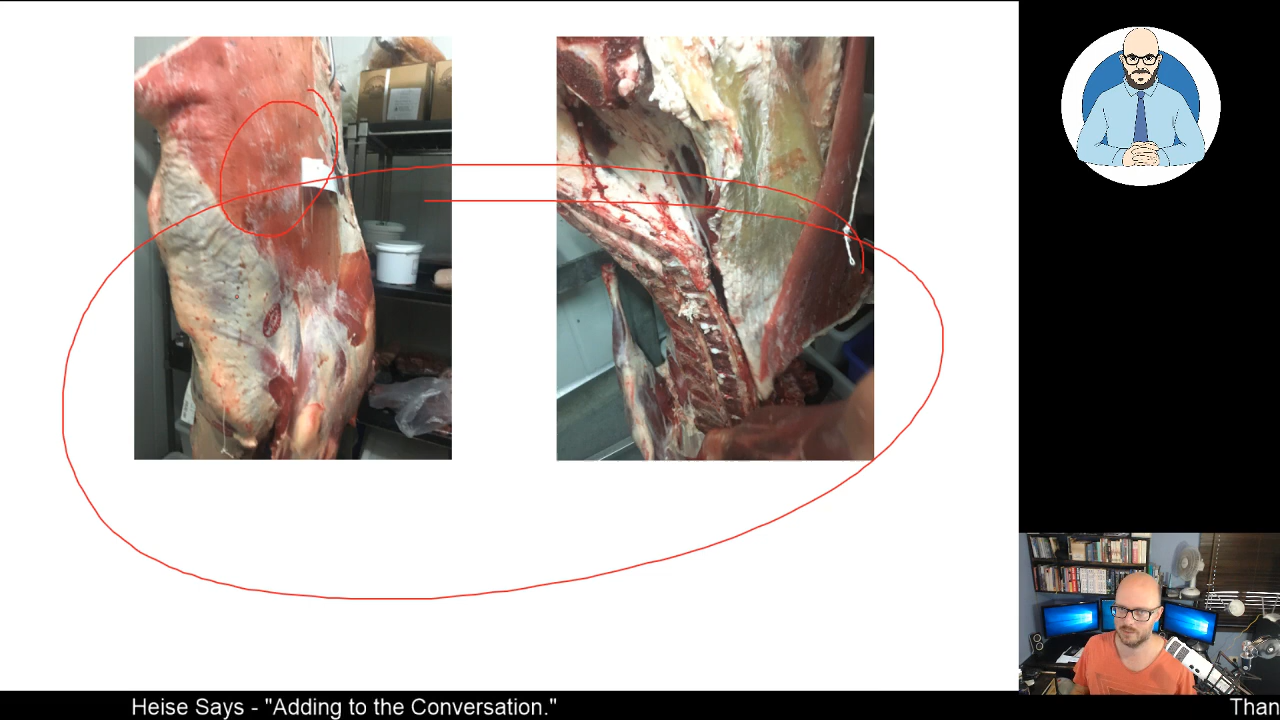 Heise Says - "Adding to the Conversation."
Than